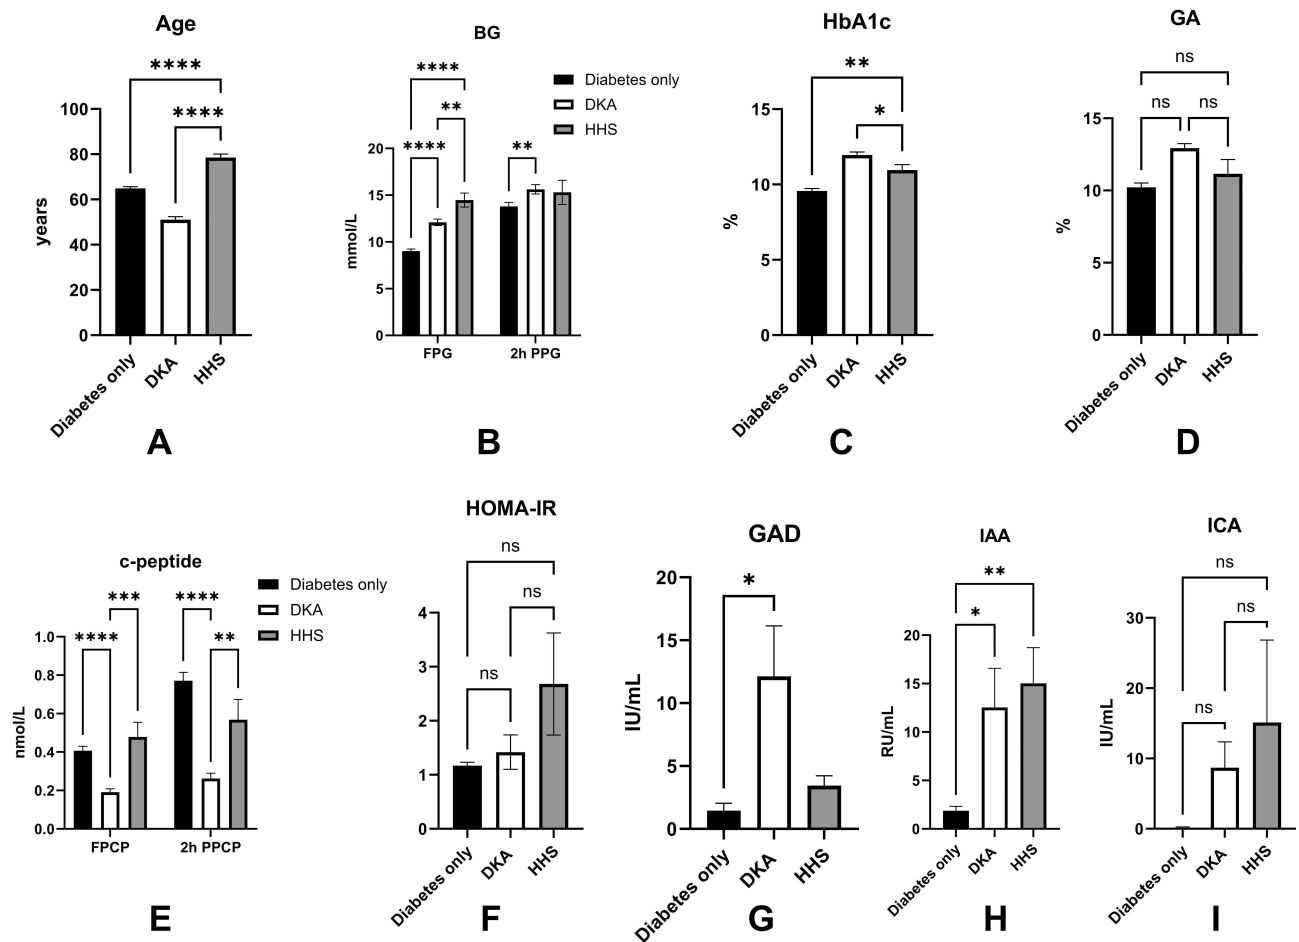 Age
****
****
100
80
60
40
20
0
years
Diabetes only
DKA
HHS
A
BG
Diabetes only
DKA
HHS
****
**
****
**
20
15
10
5
0
mmol/L
FPG
2h PPG
B
HbA1c
**
*
15
10
5
0
%
Diabetes only
DKA
HHS
C
GA
ns
ns
ns
15
10
5
0
%
Diabetes only
DKA
HHS
D
c-peptide
Diabetes only
DKA
HHS
***
****
****
**
1.0
0.8
0.6
0.4
0.2
0.0
nmol/L
FPCP
2h PPCP
E
HOMA-IR
ns
ns
ns
4
3
2
1
0
Diabetes only
DKA
HHS
F
GAD
*
20
15
10
5
0
IU/mL
Diabetes only
DKA
HHS
G
IAA
**
*
20
15
10
5
0
RU/mL
Diabetes only
DKA
HHS
H
ICA
ns
ns
ns
30
20
10
0
IU/mL
Diabetes only
DKA
HHS
I